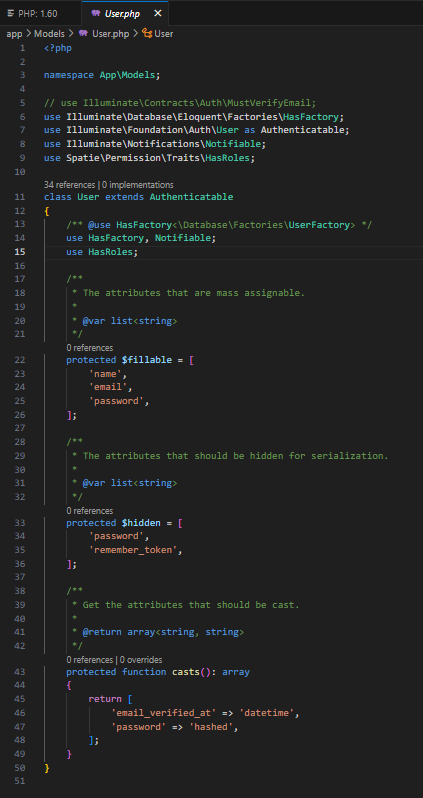 PHP: 1.60
User.php ×
app > Models > User.php > User
1 <?php
2
3 namespace App\Models;
4
5 // use Illuminate\Contracts\Auth\MustVerifyEmail;
6 use Illuminate\Database\Eloquent\Factories\HasFactory;
7 use Illuminate\Foundation\Auth\User as Authenticatable;
8 use Illuminate\Notifications\Notifiable;
9 use Spatie\Permission\Traits\HasRoles;
10
34 references | 0 implementations
11 class User extends Authenticatable
12 {
13 /** @use HasFactory<\Database\Factories\UserFactory> */
14 use HasFactory, Notifiable;
15 use HasRoles;
16
17 /**
18 * The attributes that are mass assignable.
19 *
20 * @var list<string>
21 */
0 references
22 protected $fillable = [
23 'name',
24 'email',
25 'password',
26 ];
27
28 /**
29 * The attributes that should be hidden for serialization.
30 *
31 * @var list<string>
32 */
0 references
33 protected $hidden = [
34 'password',
35 'remember_token',
36 ];
37
38 /**
39 * Get the attributes that should be cast.
40 *
41 * @return array<string, string>
42 */
0 references | 0 overrides
43 protected function casts(): array
44 {
45 return [
46 'email_verified_at' => 'datetime',
47 'password' => 'hashed',
48 ];
49 }
50 }
51